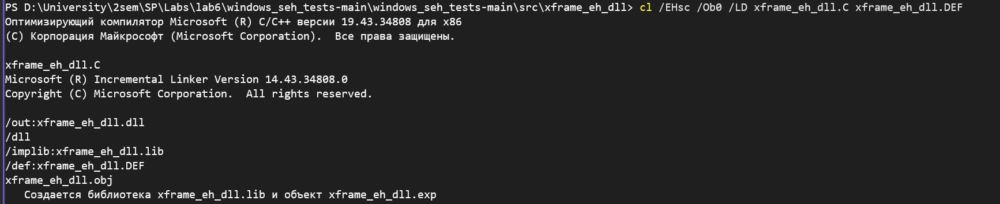 PS D:\University\2sem\SP\Labs\lab6\windows_seh_tests-main\windows_seh_tests-main\src\xframe_eh_dll> cl /EHsc /Ob0 /LD xframe_eh_dll.C xframe_eh_dll.DEF
Оптимизирующий компилятор Microsoft (R) C/C++ версии 19.43.34808 для x86
(C) Корпорация Майкрософт (Microsoft Corporation).  Все права защищены.

xframe_eh_dll.C
Microsoft (R) Incremental Linker Version 14.43.34808.0
Copyright (C) Microsoft Corporation.  All rights reserved.

/out:xframe_eh_dll.dll
/dll
/implib:xframe_eh_dll.lib
/def:xframe_eh_dll.DEF
xframe_eh_dll.obj
   Создается библиотека xframe_eh_dll.lib и объект xframe_eh_dll.exp